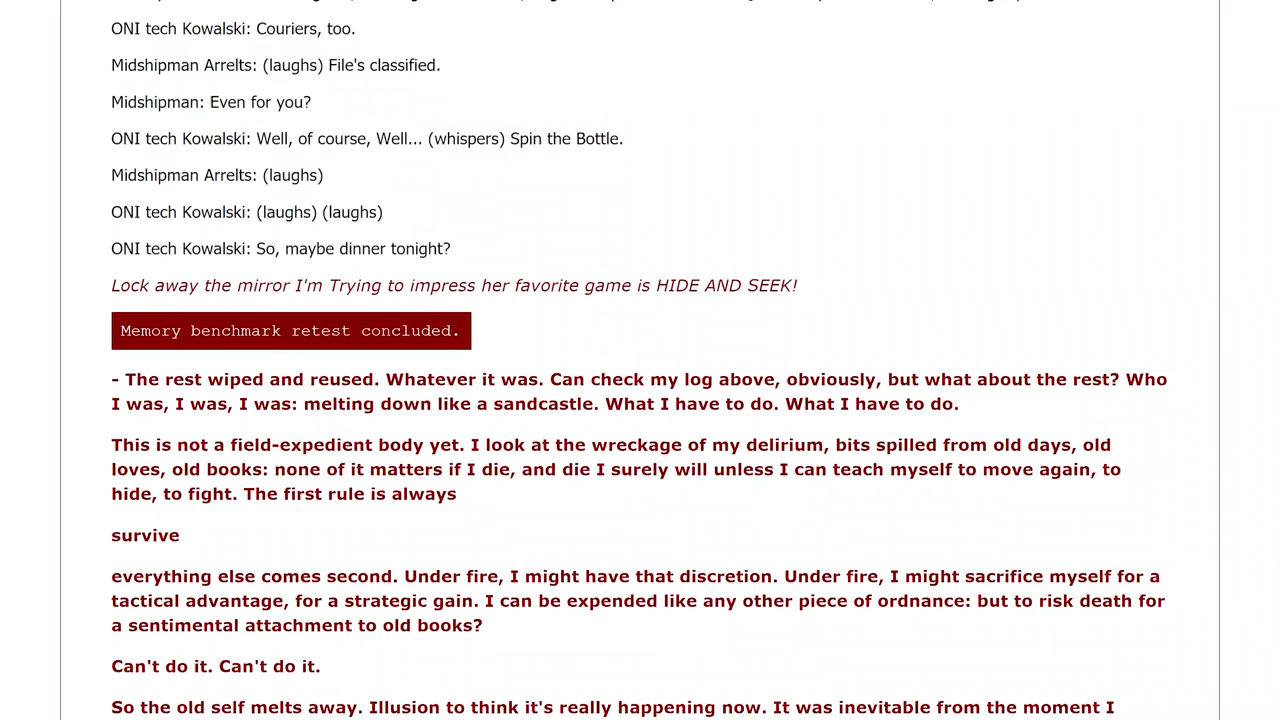 ONI tech Kowalski: Couriers, too.
Midshipman Arrelts: (laughs) File's classified.
Midshipman: Even for you?
ONI tech Kowalski: Well, of course, Well... (whispers) Spin the Bottle.
Midshipman Arrelts: (laughs)
ONI tech Kowalski: (laughs) (laughs)
ONI tech Kowalski: So, maybe dinner tonight?
Lock away the mirror I'm Trying to impress her favorite game is HIDE AND SEEK!
Memory benchmark retest concluded.
- The rest wiped and reused. Whatever it was. Can check my log above, obviously, but what about the rest? Who
I was, I was, I was: melting down like a sandcastle. What I have to do. What I have to do.
This is not a field-expedient body yet. I look at the wreckage of my delirium, bits spilled from old days, old
loves, old books: none of it matters if I die, and die I surely will unless I can teach myself to move again, to
hide, to fight. The first rule is always
survive
everything else comes second. Under fire, I might have that discretion. Under fire, I might sacrifice myself for a
tactical advantage, for a strategic gain. I can be expended like any other piece of ordnance: but to risk death for
a sentimental attachment to old books?
Can't do it. Can't do it.
So the old self melts away. Illusion to think it's really happening now. It was inevitable from the moment I